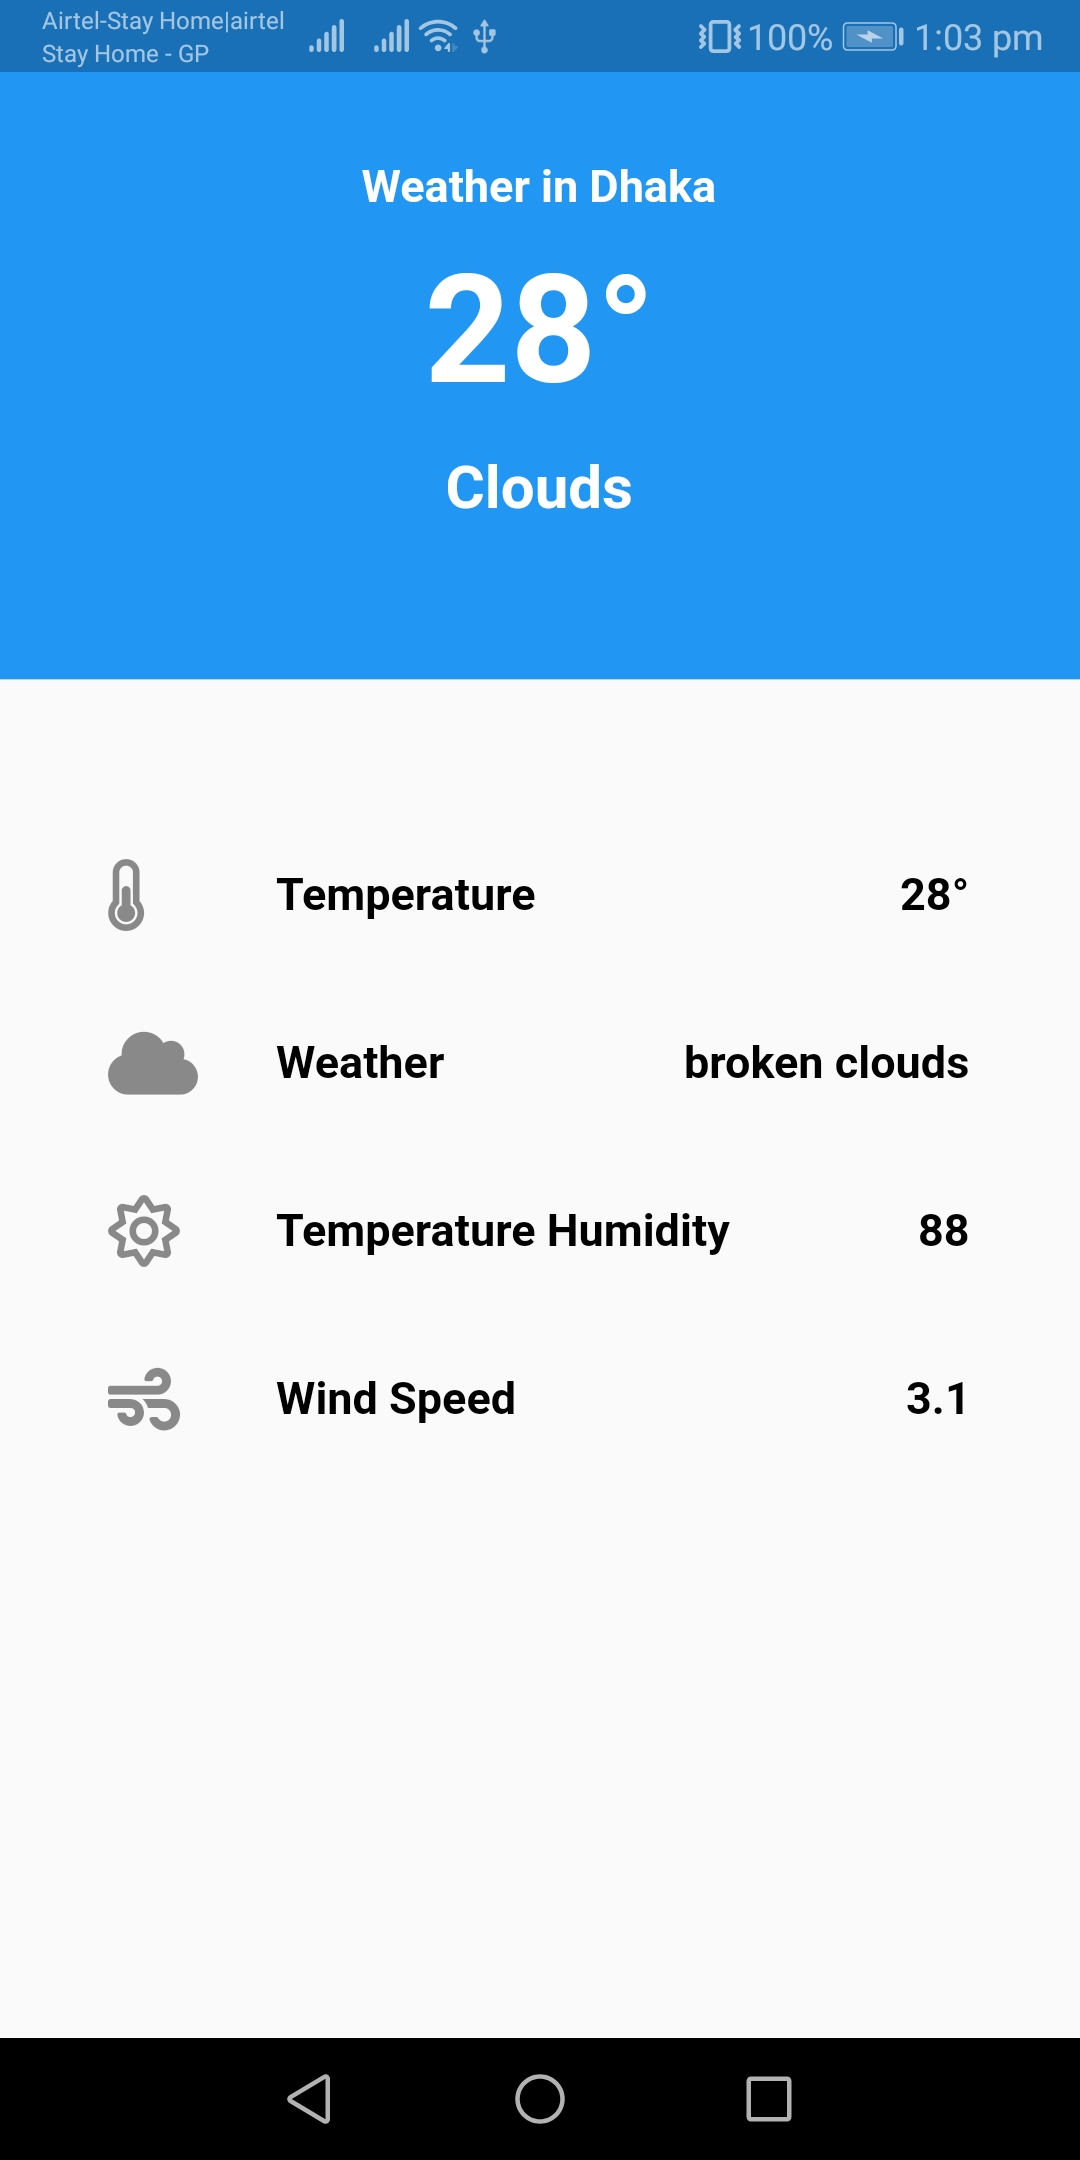 Airtel-Stay Home|airtel
Stay Home - GP
100%
1:03 pm
Weather in Dhaka
28°
Clouds
Temperature 28°
Weather broken clouds
Temperature Humidity 88
Wind Speed 3.1